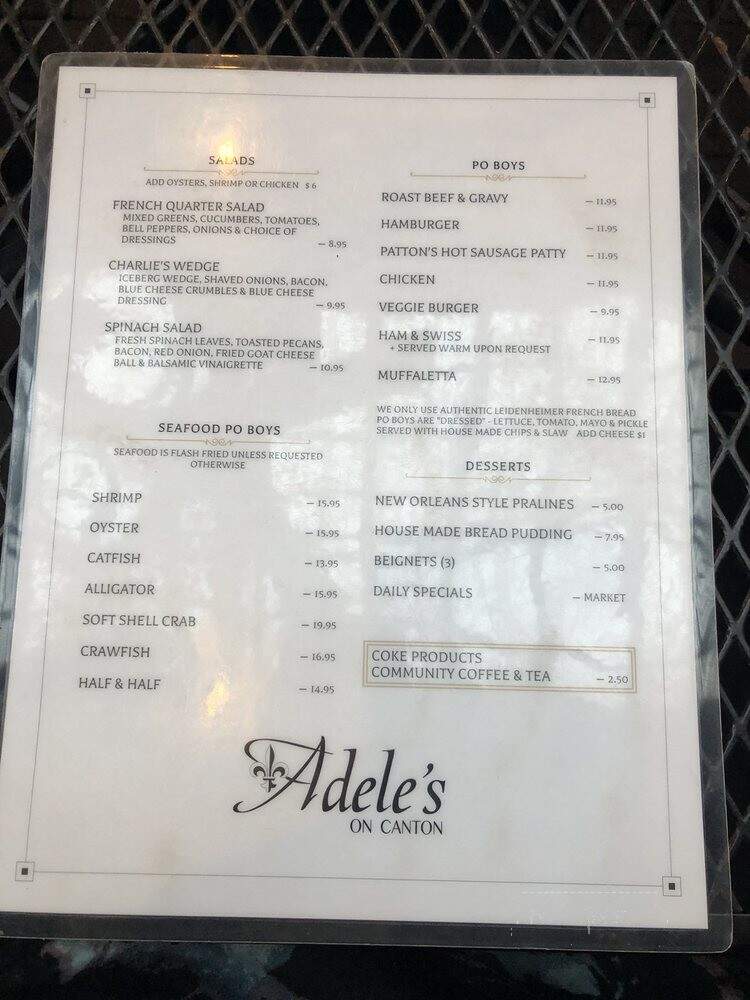 SALADS
ADD OYSTERS, SHRIMP OR CHICKEN $ 6
FRENCH QUARTER SALAD
MIXED GREENS, CUCUMBERS, TOMATOES,
BELL PEPPERS, ONIONS & CHOICE OF
DRESSINGS – 8.95
CHARLIE'S WEDGE
ICEBERG WEDGE, SHAVED ONIONS, BACON,
BLUE CHEESE CRUMBLES & BLUE CHEESE
DRESSING – 9.95
SPINACH SALAD
FRESH SPINACH LEAVES, TOASTED PECANS,
BACON, RED ONION, FRIED GOAT CHEESE
BALL & BALSAMIC VINAIGRETTE – 10.95
SEAFOOD PO BOYS
SEAFOOD IS FLASH FRIED UNLESS REQUESTED
OTHERWISE
SHRIMP – 15.95
OYSTER – 15.95
CATFISH – 13.95
ALLIGATOR – 15.95
SOFT SHELL CRAB – 19.95
CRAWFISH – 16.95
HALF & HALF – 14.95
PO BOYS
ROAST BEEF & GRAVY – 11.95
HAMBURGER – 11.95
PATTON'S HOT SAUSAGE PATTY – 11.95
CHICKEN – 11.95
VEGGIE BURGER – 9.95
HAM & SWISS – 11.95
+ SERVED WARM UPON REQUEST
MUFFALETTA – 12.95
WE ONLY USE AUTHENTIC LEIDENHEIMER FRENCH BREAD
PO BOYS ARE "DRESSED" - LETTUCE, TOMATO, MAYO & PICKLE
SERVED WITH HOUSE MADE CHIPS & SLAW ADD CHEESE $1
DESSERTS
NEW ORLEANS STYLE PRALINES – 5.00
HOUSE MADE BREAD PUDDING – 7.95
BEIGNETS (3) – 5.00
DAILY SPECIALS – MARKET
COKE PRODUCTS
COMMUNITY COFFEE & TEA – 2.50
Adele's
ON CANTON